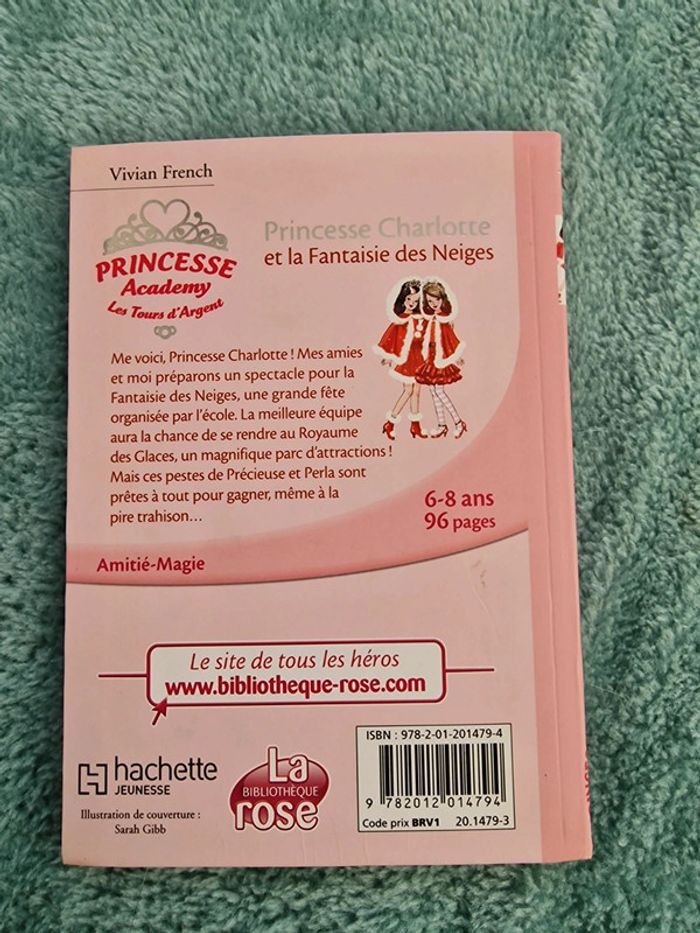 Vivian French
PRINCESSE
Academy
Les Tours d'Argent
Princesse Charlotte
et la Fantaisie des Neiges
Me voici, Princesse Charlotte ! Mes amies
et moi préparons un spectacle pour la
Fantaisie des Neiges, une grande fête
organisée par l'école. La meilleure équipe
aura la chance de se rendre au Royaume
des Glaces, un magnifique parc d'attractions !
Mais ces pestes de Précieuse et Perla sont
prêtes à tout pour gagner, même à la
pire trahison...
6-8 ans
96 pages
Amitié-Magie
Le site de tous les héros
www.bibliotheque-rose.com
hachette
JEUNESSE
Illustration de couverture :
Sarah Gibb
La
BIBLIOTHÈQUE
rose
ISBN : 978-2-01-201479-4
9 782012 014794
Code prix BRV1 20.1479-3